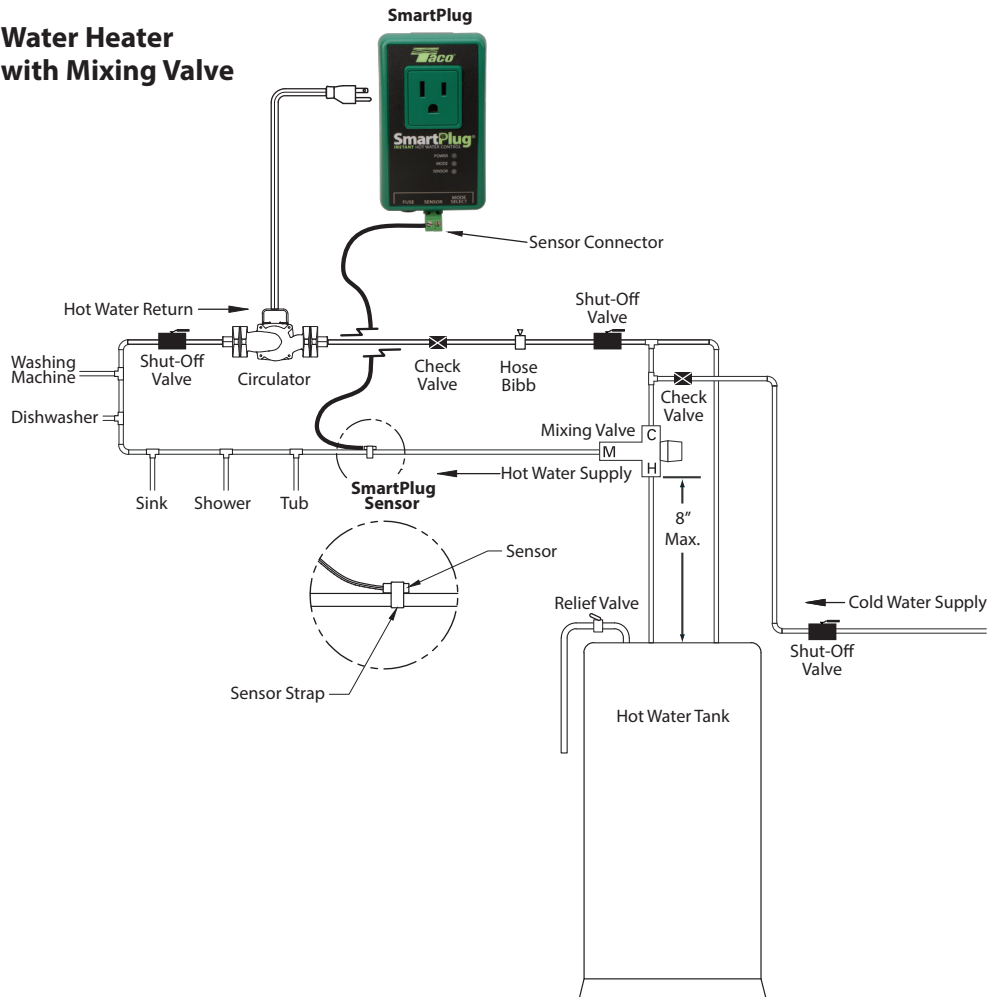 SmartPlug
Water Heater
with Mixing Valve
Taco
SmartPlug®
INSTANT HOT WATER CONTROL
POWER
MODE
SENSOR
FUSE
SENSOR
MODE
SELECT
Sensor Connector
Hot Water Return
Shut-Off
Valve
Shut-Off
Valve
Circulator
Check
Valve
Hose
Bibb
Washing
Machine
Check
Valve
Dishwasher
Mixing Valve
C
M
H
Hot Water Supply
Sink
Shower
Tub
SmartPlug
Sensor
8”
Max.
Sensor
Relief Valve
Cold Water Supply
Shut-Off
Valve
Sensor Strap
Hot Water Tank